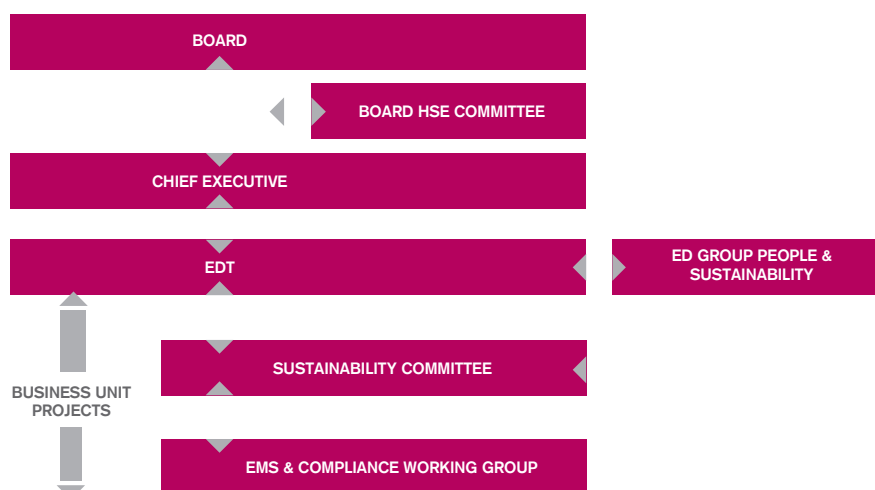 BOARD
BOARD HSE COMMITTEE
CHIEF EXECUTIVE
EDT
ED GROUP PEOPLE &
SUSTAINABILITY
SUSTAINABILITY COMMITTEE
BUSINESS UNIT
PROJECTS
EMS & COMPLIANCE WORKING GROUP